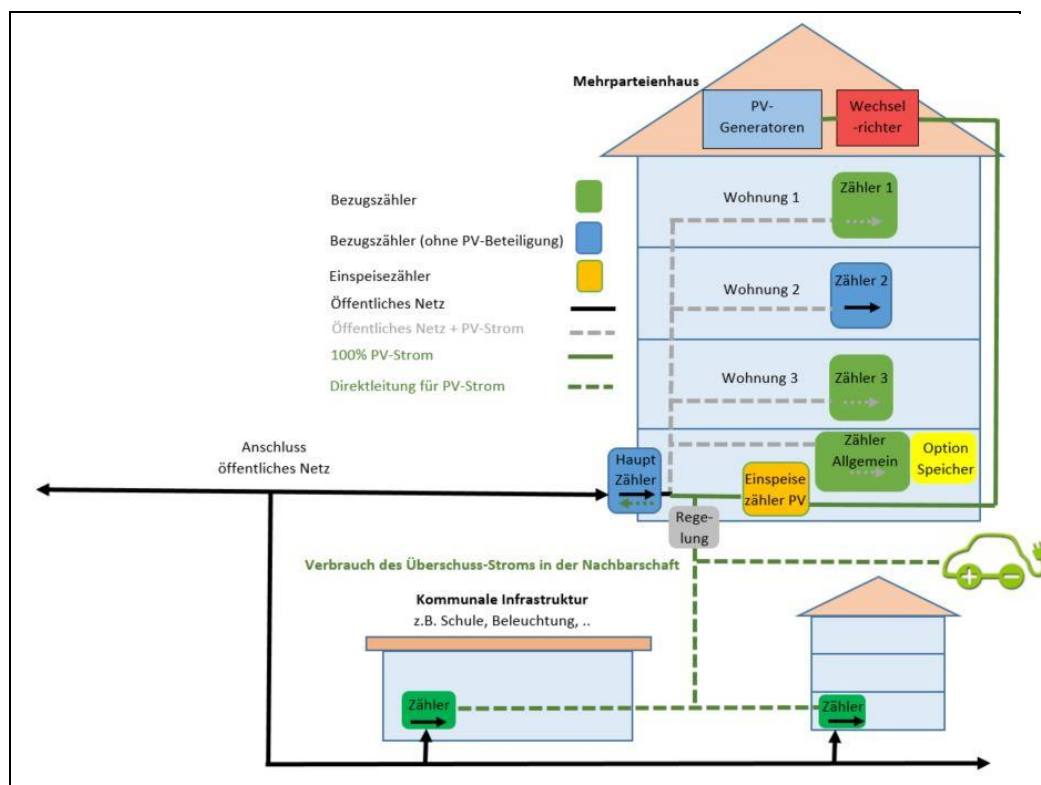 Mehrparteienhaus
PV-
Generatoren
Wechsel
-richter
Bezugszähler
Bezugszähler (ohne PV-Beteiligung)
Einspeisezähler
Öffentliches Netz
Öffentliches Netz + PV-Strom
100% PV-Strom
Direktleitung für PV-Strom
Wohnung 1
Zähler 1
Wohnung 2
Zähler 2
Wohnung 3
Zähler 3
Zähler
Allgemein
Option
Speicher
Anschluss
öffentliches Netz
Haupt
Zähler
Einspeise
zähler PV
Rege-
lung
Verbrauch des Überschuss-Stroms in der Nachbarschaft
Kommunale Infrastruktur
z.B. Schule, Beleuchtung, ..
Zähler
Zähler